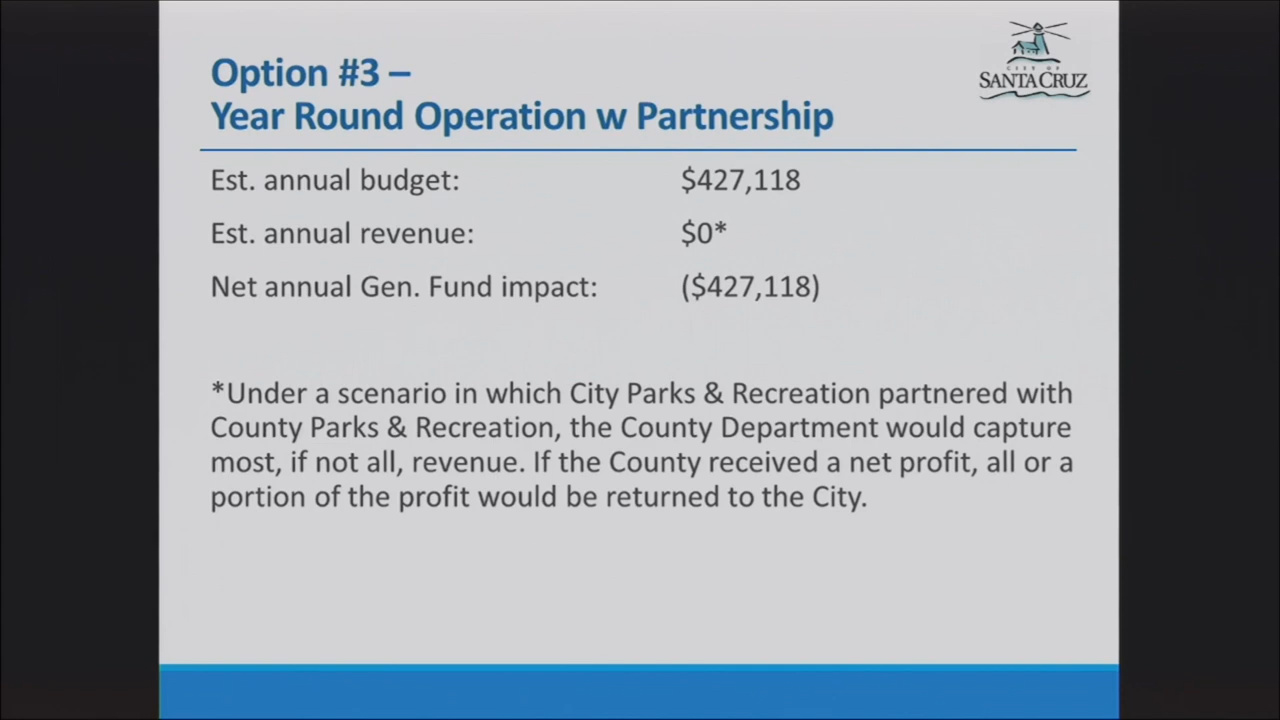 Option #3 –
Year Round Operation w Partnership
CITY OF
SANTA CRUZ
Est. annual budget: $427,118
Est. annual revenue: $0*
Net annual Gen. Fund impact: ($427,118)
*Under a scenario in which City Parks & Recreation partnered with
County Parks & Recreation, the County Department would capture
most, if not all, revenue. If the County received a net profit, all or a
portion of the profit would be returned to the City.